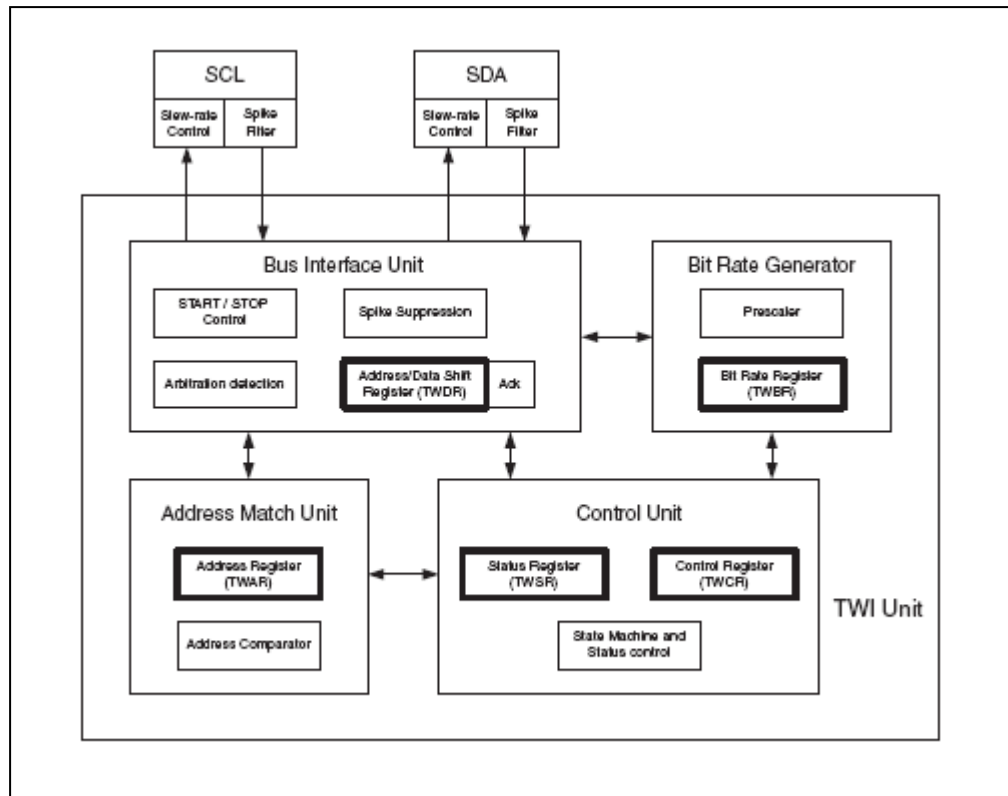 SCL
SDA
Slew-rate
Control
Spike
Filter
Slew-rate
Control
Spike
Filter
Bus Interface Unit
Bit Rate Generator
START / STOP
Control
Spike Suppression
Prescaler
Arbitration detection
Address/Data Shift
Register (TWDR)
Ack
Bit Rate Register
(TWBR)
Address Match Unit
Control Unit
Address Register
(TWAR)
Status Register
(TWSR)
Control Register
(TWCR)
TWI Unit
Address Comparator
State Machine and
Status control